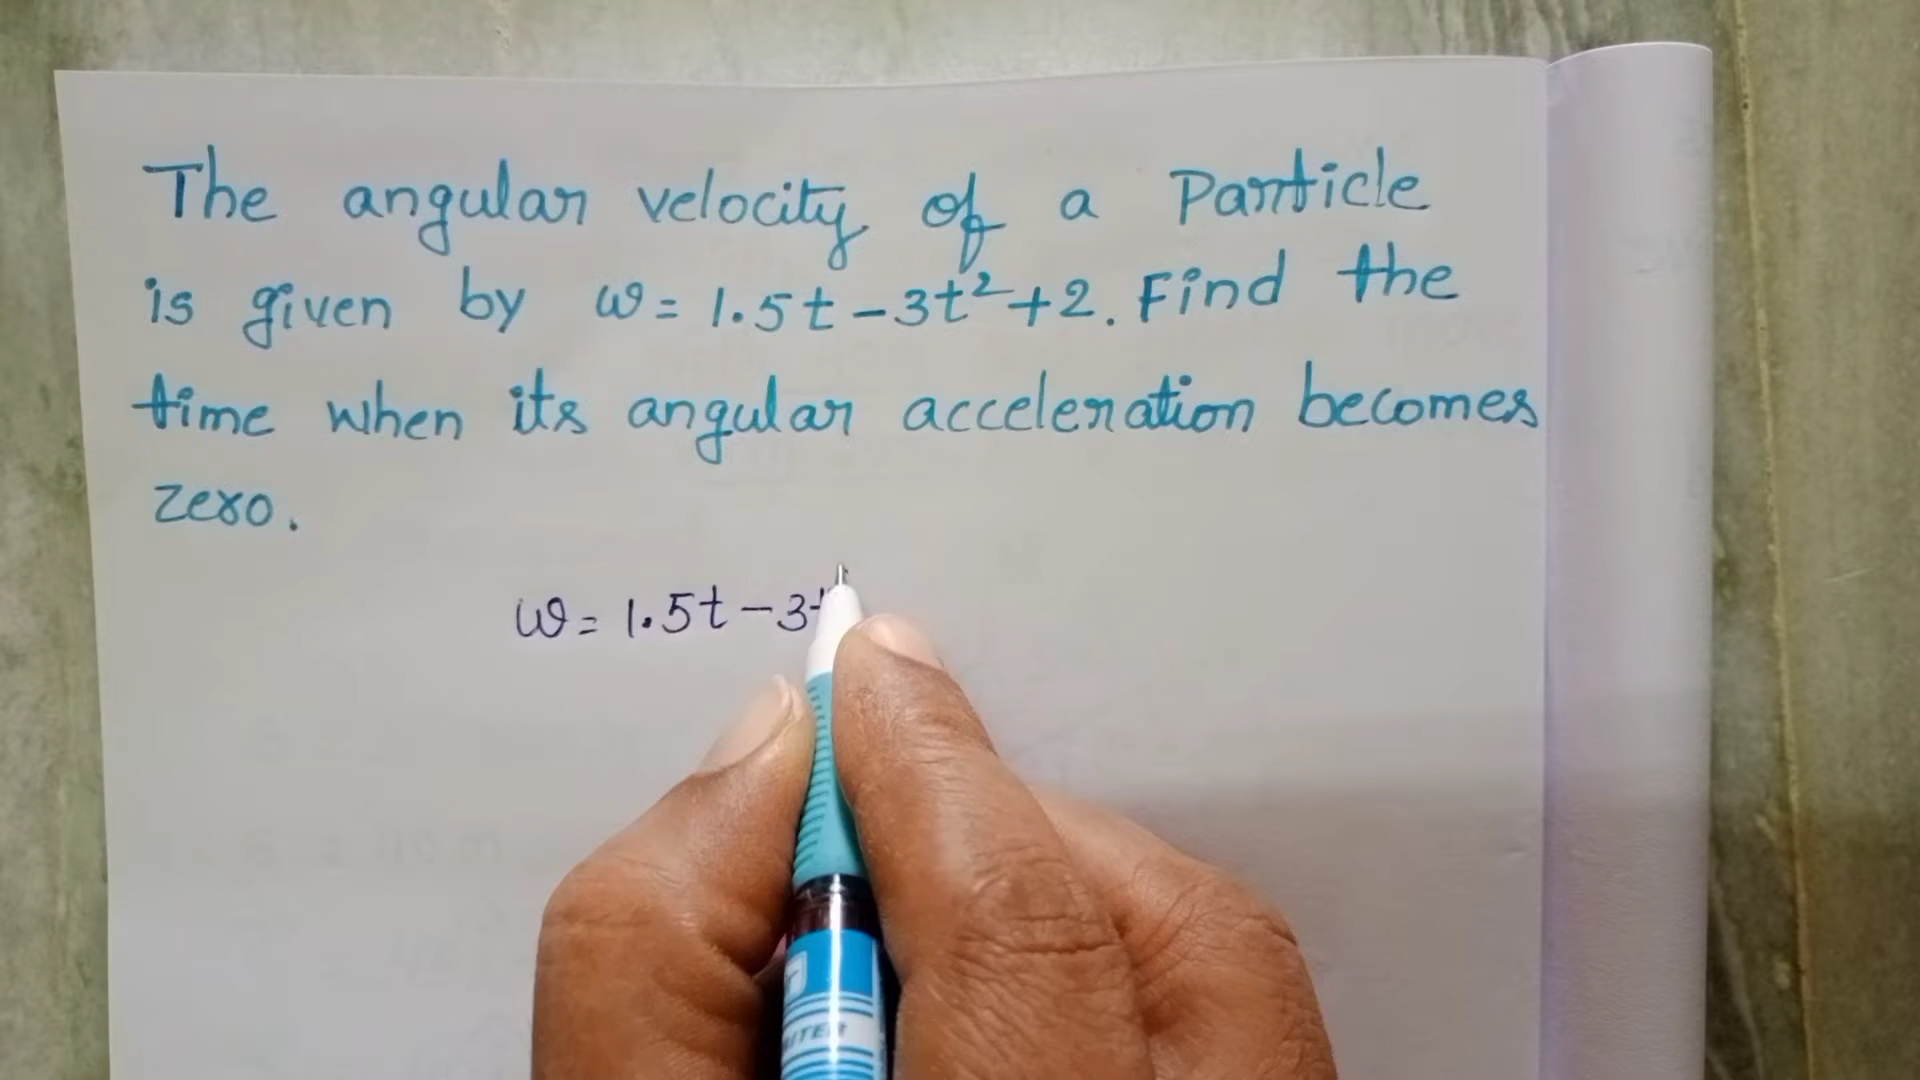 The angular velocity of a Particle
is given by ω = 1.5t - 3t² + 2. Find the
time when its angular acceleration becomes
zero.
ω = 1.5t - 3t